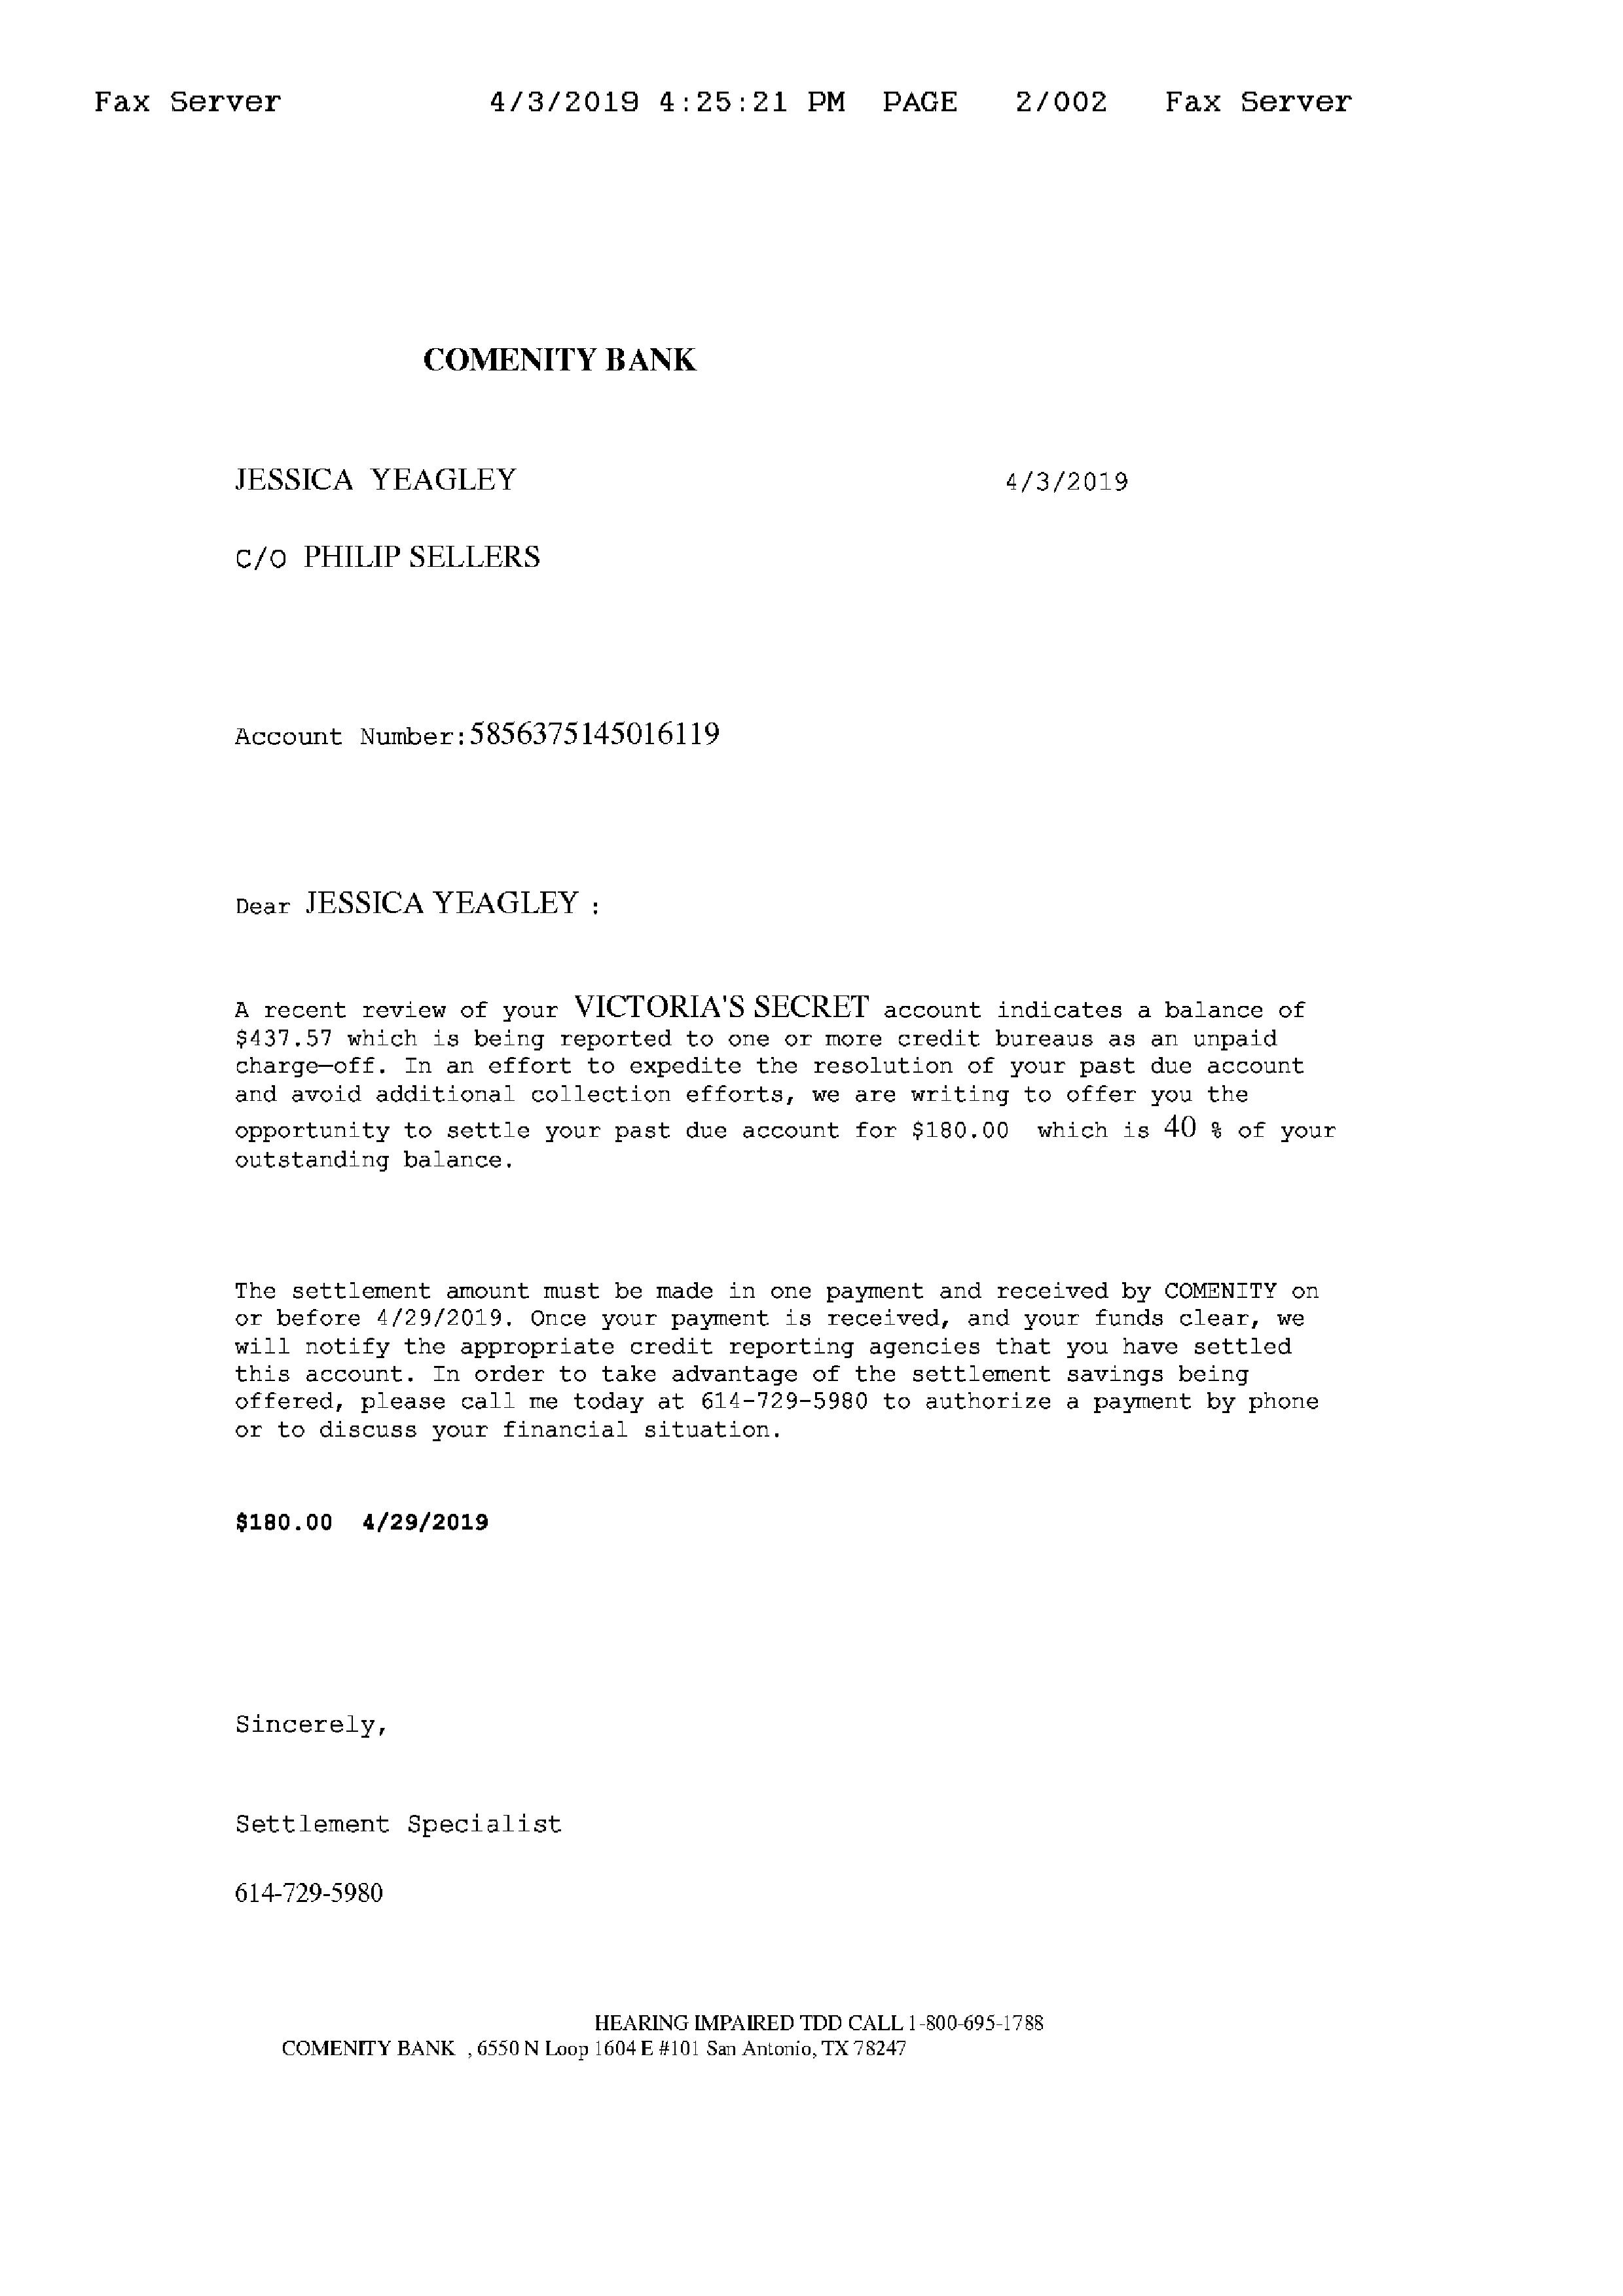 Fax Server 4/3/2019 4:25:21 PM PAGE 2/002 Fax Server
COMENITY BANK
JESSICA YEAGLEY 4/3/2019
C/O PHILIP SELLERS
Account Number:5856375145016119
Dear JESSICA YEAGLEY :
A recent review of your VICTORIA'S SECRET account indicates a balance of
$437.57 which is being reported to one or more credit bureaus as an unpaid
charge—off. In an effort to expedite the resolution of your past due account
and avoid additional collection efforts, we are writing to offer you the
opportunity to settle your past due account for $180.00 which is 40 % of your
outstanding balance.
The settlement amount must be made in one payment and received by COMENITY on
or before 4/29/2019. Once your payment is received, and your funds clear, we
will notify the appropriate credit reporting agencies that you have settled
this account. In order to take advantage of the settlement savings being
offered, please call me today at 614-729-5980 to authorize a payment by phone
or to discuss your financial situation.
$180.00 4/29/2019
Sincerely,
Settlement Specialist
614-729-5980
HEARING IMPAIRED TDD CALL 1-800-695-1788
COMENITY BANK , 6550 N Loop 1604 E #101 San Antonio, TX 78247